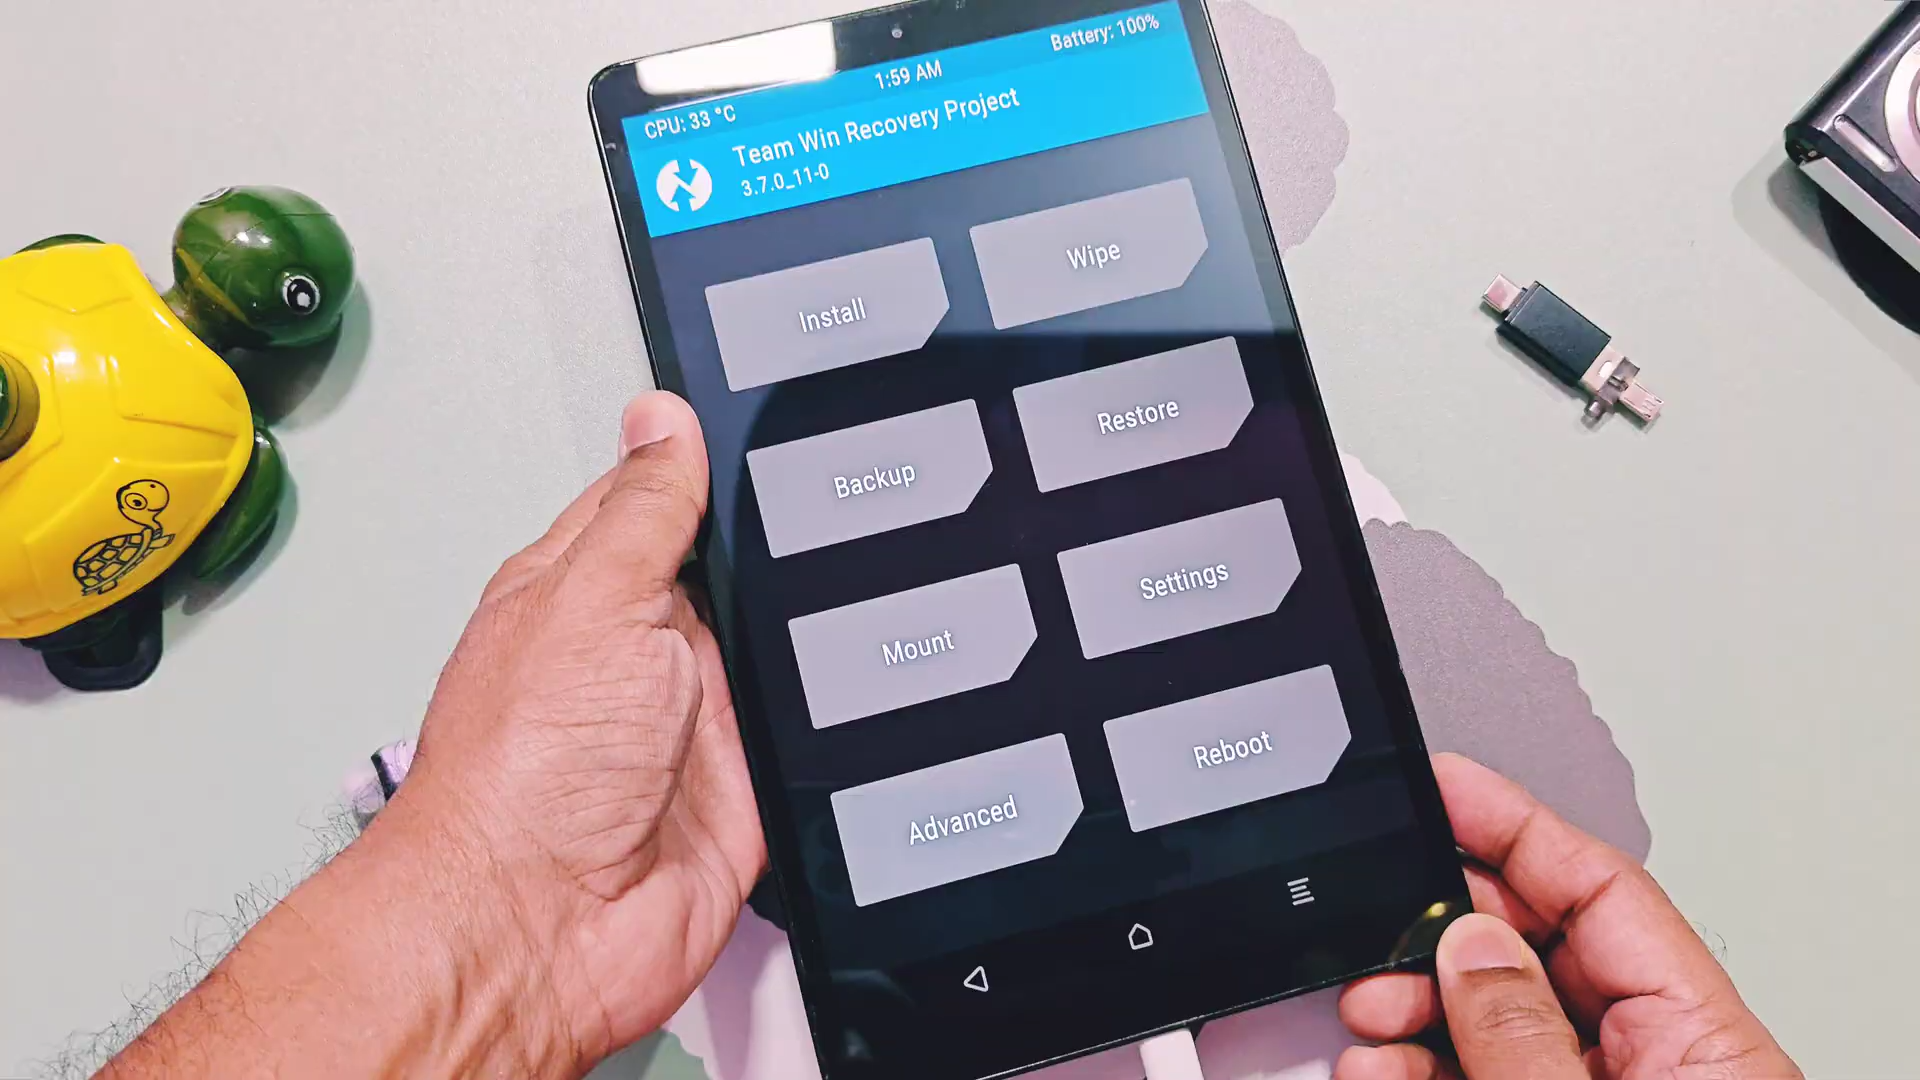 Battery: 100%
1:59 AM
CPU: 33 °C
Team Win Recovery Project
3.7.0_11-0
Install
Wipe
Backup
Restore
Mount
Settings
Advanced
Reboot